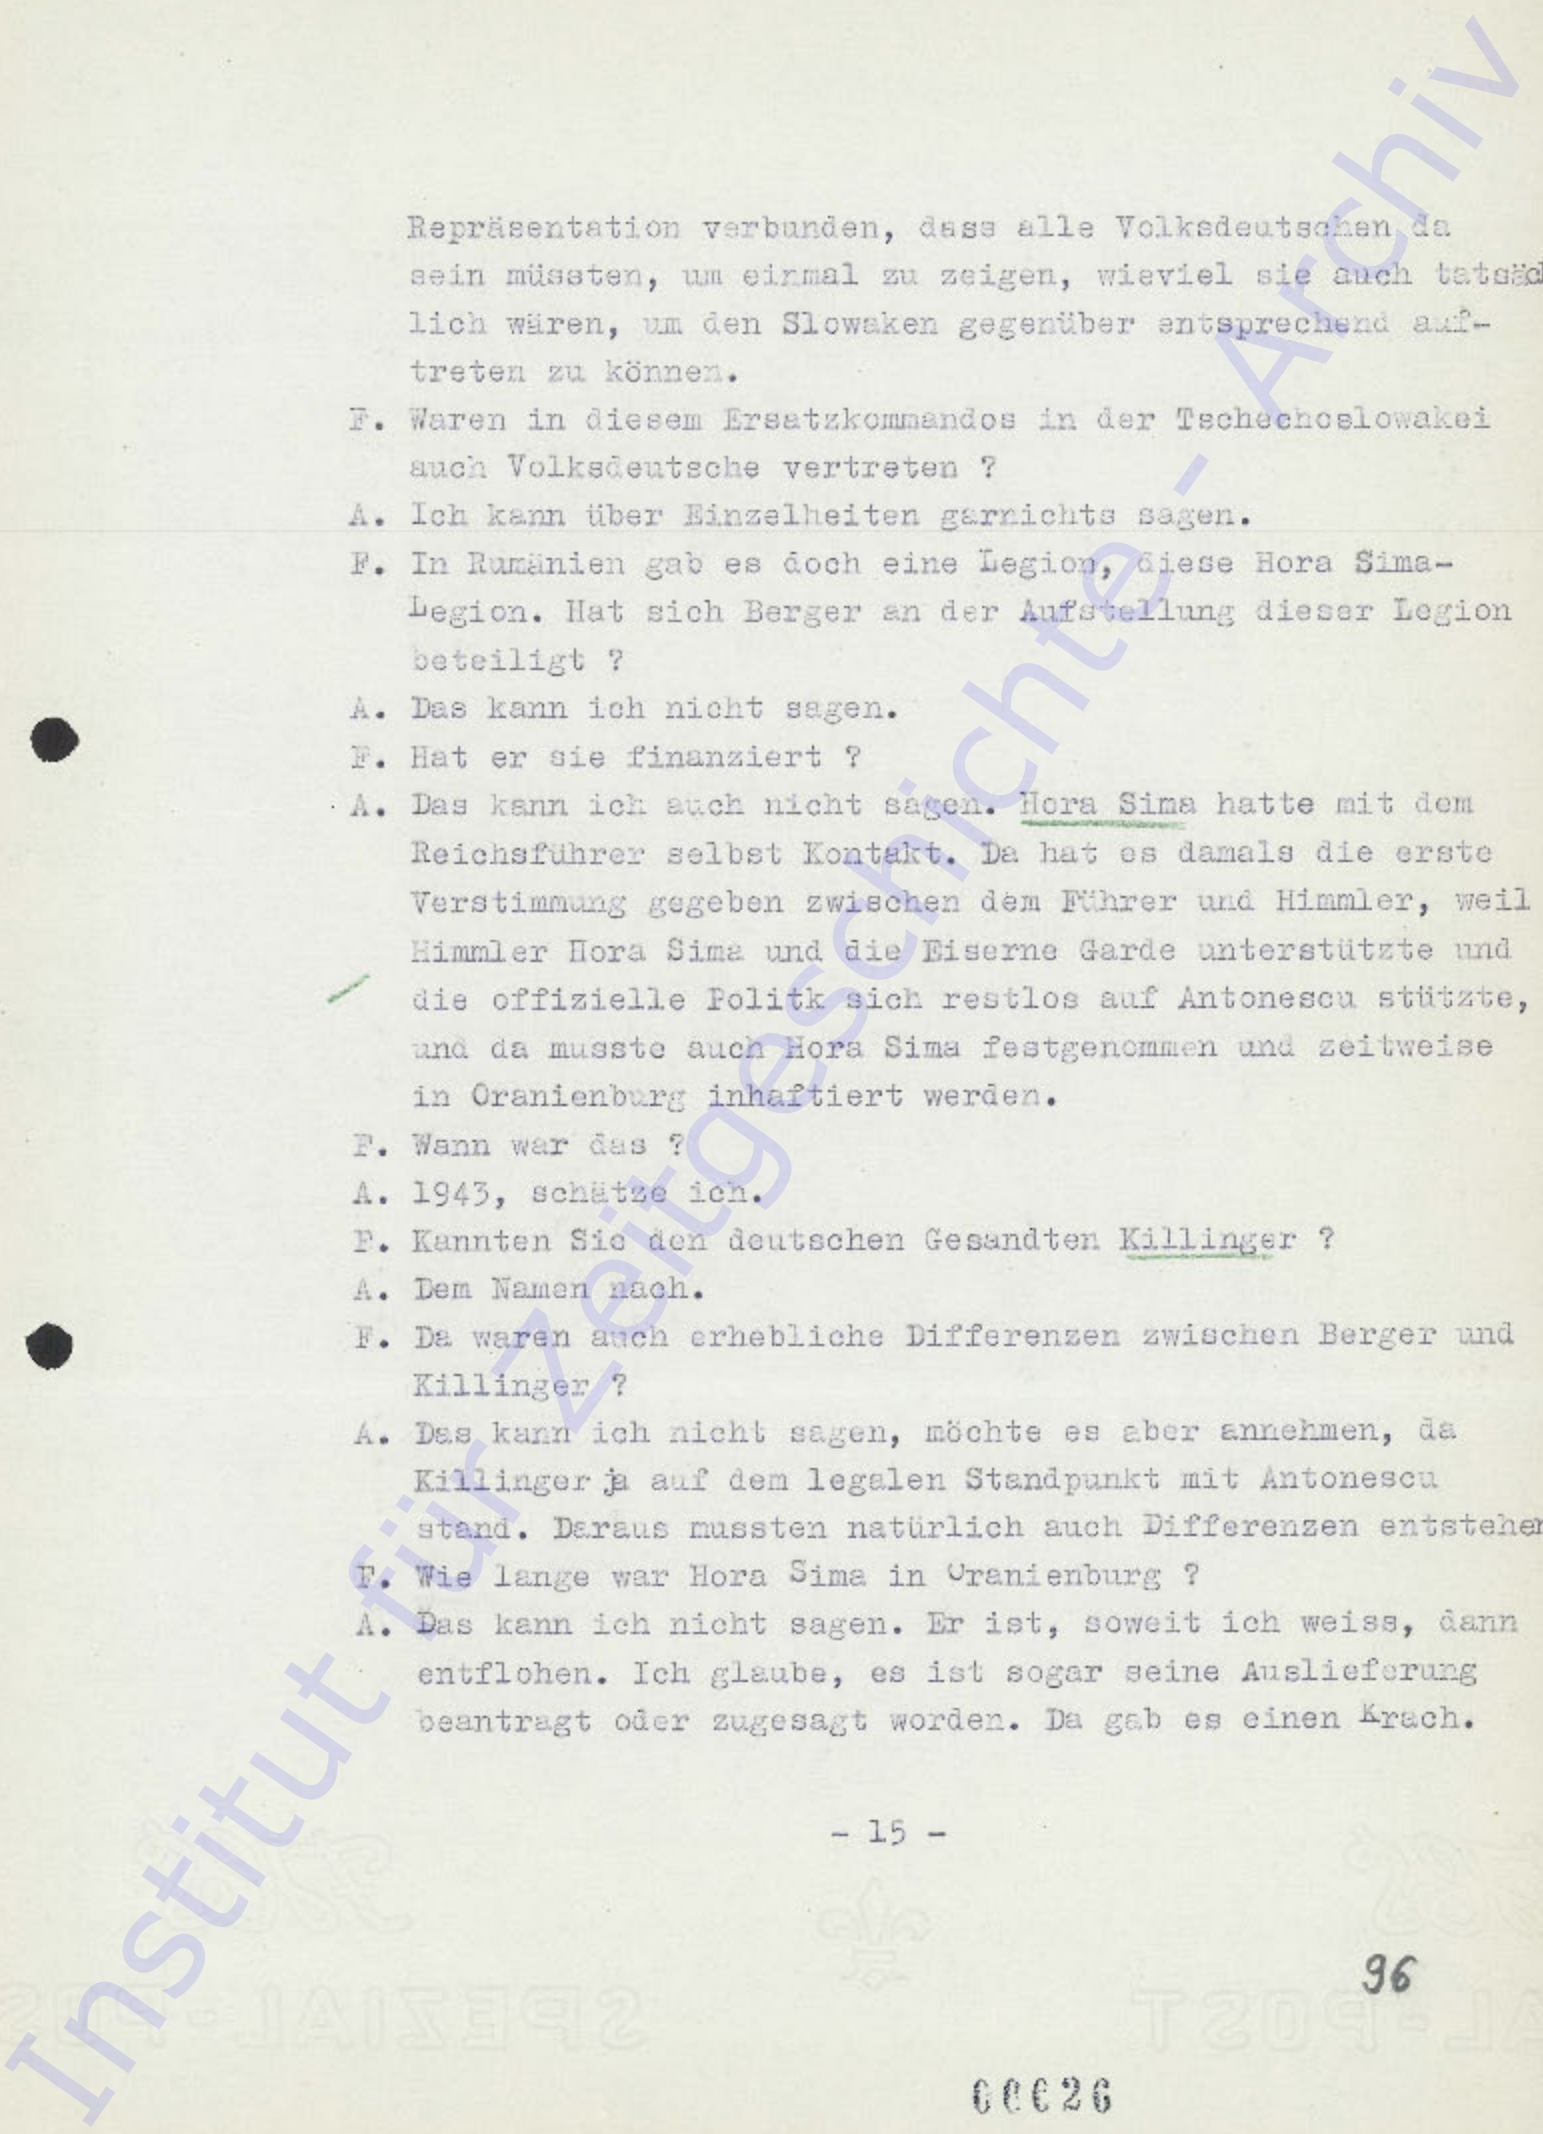 Repräsentation verbunden, dass alle Volksdeutschen da
sein müssten, um einmal zu zeigen, wieviel sie auch tatsäch
lich wären, um den Slowaken gegenüber entsprechend auf-
treten zu können.
F. Waren in diesem Ersatzkommandos in der Tschechoslowakei
auch Volksdeutsche vertreten ?
A. Ich kann über Einzelheiten garnichts sagen.
F. In Rumänien gab es doch eine Legion, diese Hora Sima-
Legion. Hat sich Berger an der Aufstellung dieser Legion
beteiligt ?
A. Das kann ich nicht sagen.
F. Hat er sie finanziert ?
A. Das kann ich auch nicht sagen. Hora Sima hatte mit dem
Reichsführer selbst Kontakt. Da hat es damals die erste
Verstimmung gegeben zwischen dem Führer und Himmler, weil
Himmler Hora Sima und die Eiserne Garde unterstützte und
die offizielle Politk sich restlos auf Antonescu stützte,
und da musste auch Hora Sima festgenommen und zeitweise
in Oranienburg inhaftiert werden.
F. Wann war das ?
A. 1943, schätze ich.
F. Kannten Sie den deutschen Gesandten Killinger ?
A. Dem Namen nach.
F. Da waren auch erhebliche Differenzen zwischen Berger und
Killinger ?
A. Das kann ich nicht sagen, möchte es aber annehmen, da
Killinger ja auf dem legalen Standpunkt mit Antonescu
stand. Daraus mussten natürlich auch Differenzen entstehen
F. Wie lange war Hora Sima in Oranienburg ?
A. Das kann ich nicht sagen. Er ist, soweit ich weiss, dann
entflohen. Ich glaube, es ist sogar seine Auslieferung
beantragt oder zugesagt worden. Da gab es einen Krach.
- 15 -
96
SPEZIAL-POST
00026
Institut für Zeitgeschichte - Archiv